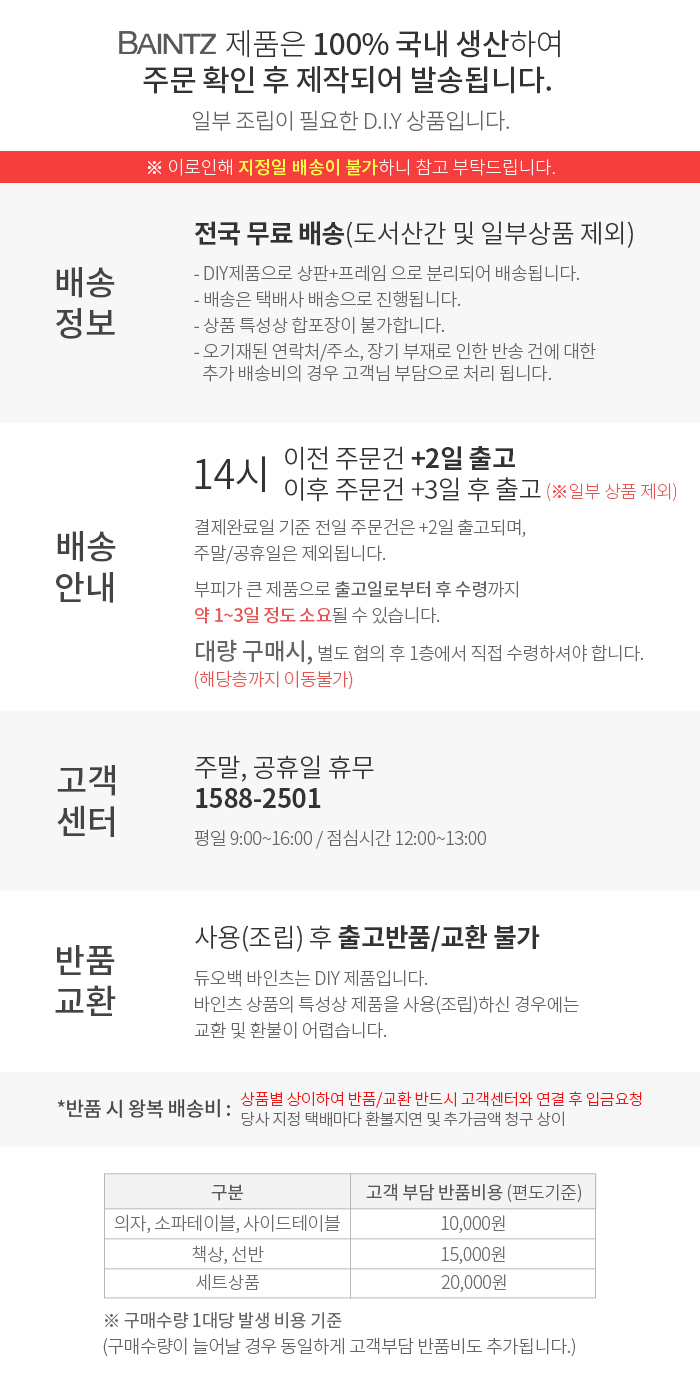 BAINTZ 제품은 100% 국내 생산하여
주문 확인 후 제작되어 발송됩니다.
일부 조립이 필요한 D.I.Y 상품입니다.
※ 이로인해 지정일 배송이 불가하니 참고 부탁드립니다.
배송
정보
전국 무료 배송(도서산간 및 일부상품 제외)
- DIY제품으로 상판+프레임 으로 분리되어 배송됩니다.
- 배송은 택배사 배송으로 진행됩니다.
- 상품 특성상 합포장이 불가합니다.
- 오기재된 연락처/주소, 장기 부재로 인한 반송 건에 대한
추가 배송비의 경우 고객님 부담으로 처리 됩니다.
배송
안내
14시
이전 주문건 +2일 출고
이후 주문건 +3일 후 출고 (※일부 상품 제외)
결제완료일 기준 전일 주문건은 +2일 출고되며,
주말/공휴일은 제외됩니다.
부피가 큰 제품으로 출고일로부터 후 수령까지
약 1~3일 정도 소요될 수 있습니다.
대량 구매시, 별도 협의 후 1층에서 직접 수령하셔야 합니다.
(해당층까지 이동불가)
고객
센터
주말, 공휴일 휴무
1588-2501
평일 9:00~16:00 / 점심시간 12:00~13:00
반품
교환
사용(조립) 후 출고반품/교환 불가
듀오백 바인츠는 DIY 제품입니다.
바인츠 상품의 특성상 제품을 사용(조립)하신 경우에는
교환 및 환불이 어렵습니다.
*반품 시 왕복 배송비 :
상품별 상이하여 반품/교환 반드시 고객센터와 연결 후 입금요청
당사 지정 택배마다 환불지연 및 추가금액 청구 상이
구분 고객 부담 반품비용 (편도기준)
의자, 소파테이블, 사이드테이블 10,000원
책상, 선반 15,000원
세트상품 20,000원
※ 구매수량 1대당 발생 비용 기준
(구매수량이 늘어날 경우 동일하게 고객부담 반품비도 추가됩니다.)